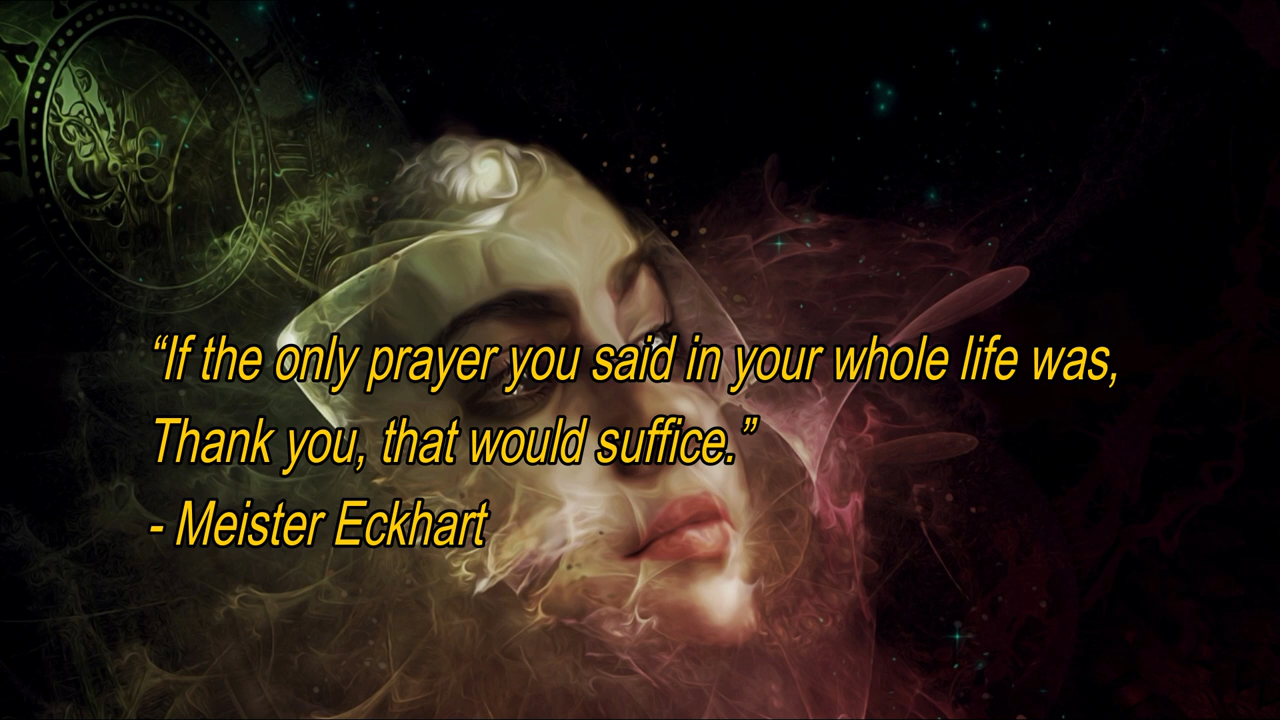 “If the only prayer you said in your whole life was,
Thank you, that would suffice.”
- Meister Eckhart